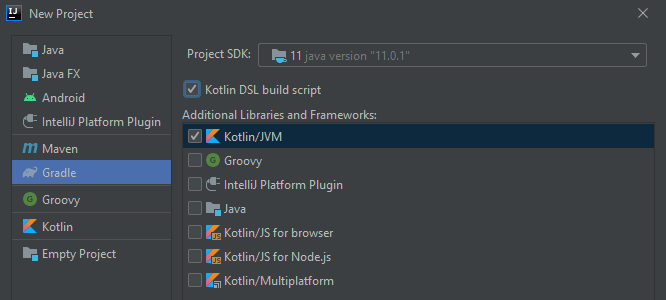 New Project
Java
Java FX
Android
IntelliJ Platform Plugin
Maven
Gradle
Groovy
Kotlin
Empty Project
Project SDK: 11 java version "11.0.1"
Kotlin DSL build script
Additional Libraries and Frameworks:
Kotlin/JVM
Groovy
IntelliJ Platform Plugin
Java
Kotlin/JS for browser
Kotlin/JS for Node.js
Kotlin/Multiplatform